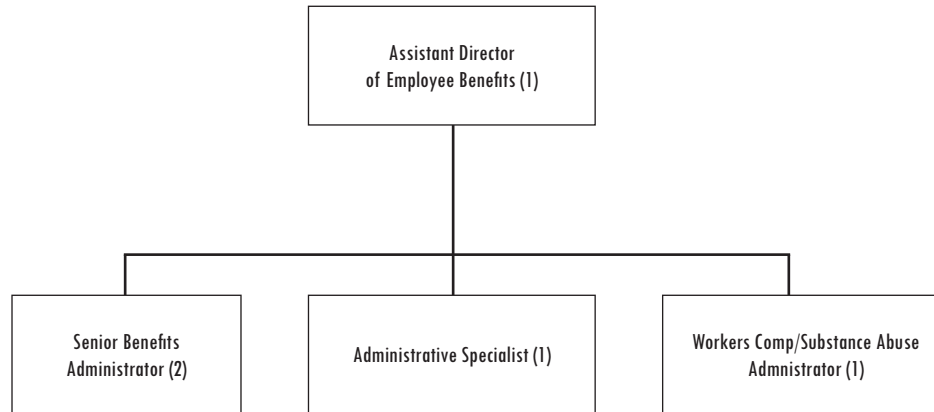 Assistant Director
of Employee Benefits (1)
Senior Benefits
Administrator (2)
Administrative Specialist (1)
Workers Comp/Substance Abuse
Admnistrator (1)